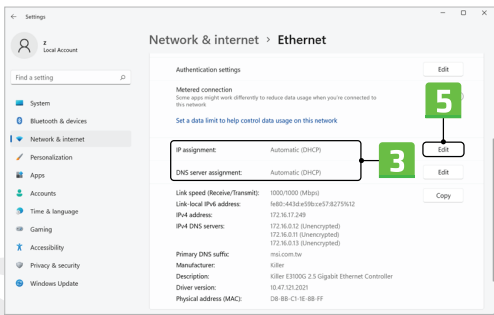 Settings
Network & internet > Ethernet
z
Local Account
Find a setting
System
Bluetooth & devices
Network & internet
Personalization
Apps
Accounts
Time & language
Gaming
Accessibility
Privacy & security
Windows Update
Authentication settings
Edit
Metered connection
Some apps might work differently to reduce data usage when you're connected to
this network
Set a data limit to help control data usage on this network
5
IP assignment: Automatic (DHCP)
Edit
3
DNS server assignment: Automatic (DHCP)
Edit
Link speed (Receive/Transmit): 1000/1000 (Mbps)
Copy
Link-local IPv6 address: fe80::443d:e59b:ce57:8275%12
IPv4 address: 172.16.17.249
IPv4 DNS servers: 172.16.0.12 (Unencrypted)
172.16.0.11 (Unencrypted)
172.16.0.13 (Unencrypted)
Primary DNS suffix: msi.com.tw
Manufacturer: Killer
Description: Killer E3100G 2.5 Gigabit Ethernet Controller
Driver version: 10.47.121.2021
Physical address (MAC): D8-BB-C1-1E-8B-FF